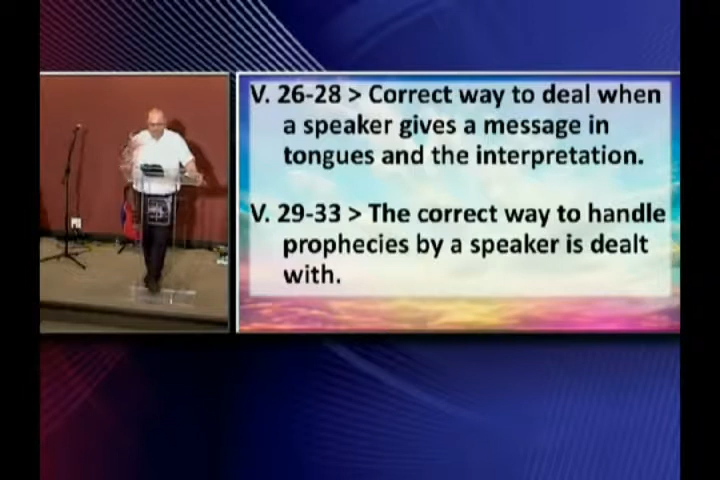 V. 26-28 > Correct way to deal when
a speaker gives a message in
tongues and the interpretation.
V. 29-33 > The correct way to handle
prophecies by a speaker is dealt
with.